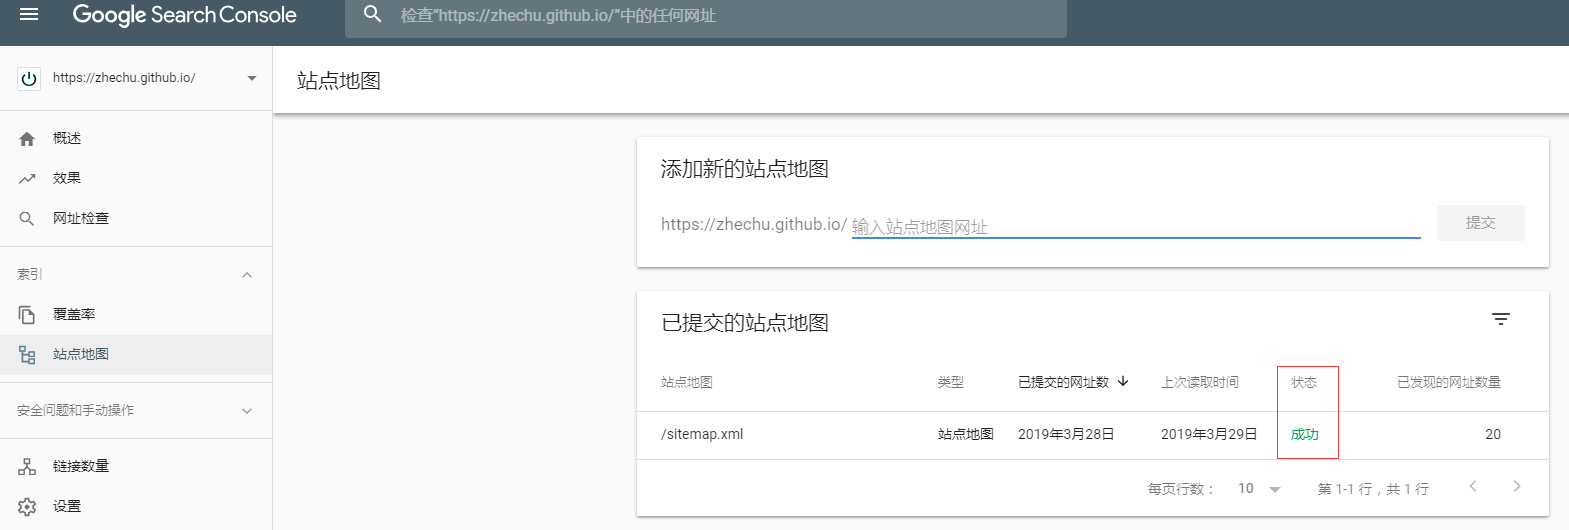 Google Search Console
检查"https://zhechu.github.io/"中的任何网址
https://zhechu.github.io/
概述
效果
网址检查
索引
覆盖率
站点地图
安全问题和手动操作
链接数量
设置
站点地图
添加新的站点地图
https://zhechu.github.io/ 输入站点地图网址 提交
已提交的站点地图
站点地图 类型 已提交的网址数 上次读取时间 状态 已发现的网址数量
/sitemap.xml 站点地图 2019年3月28日 2019年3月29日 成功 20
每页行数： 10 第 1-1 行，共 1 行